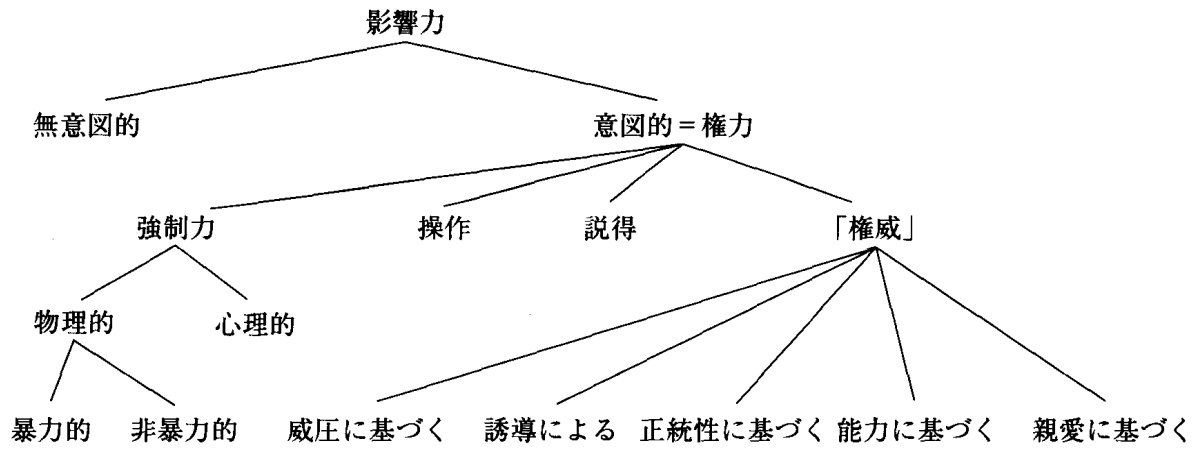 影響力
無意図的 意図的=権力
強制力 操作 説得 「権威」
物理的 心理的
暴力的 非暴力的 威圧に基づく 誘導による 正統性に基づく 能力に基づく 親愛に基づく